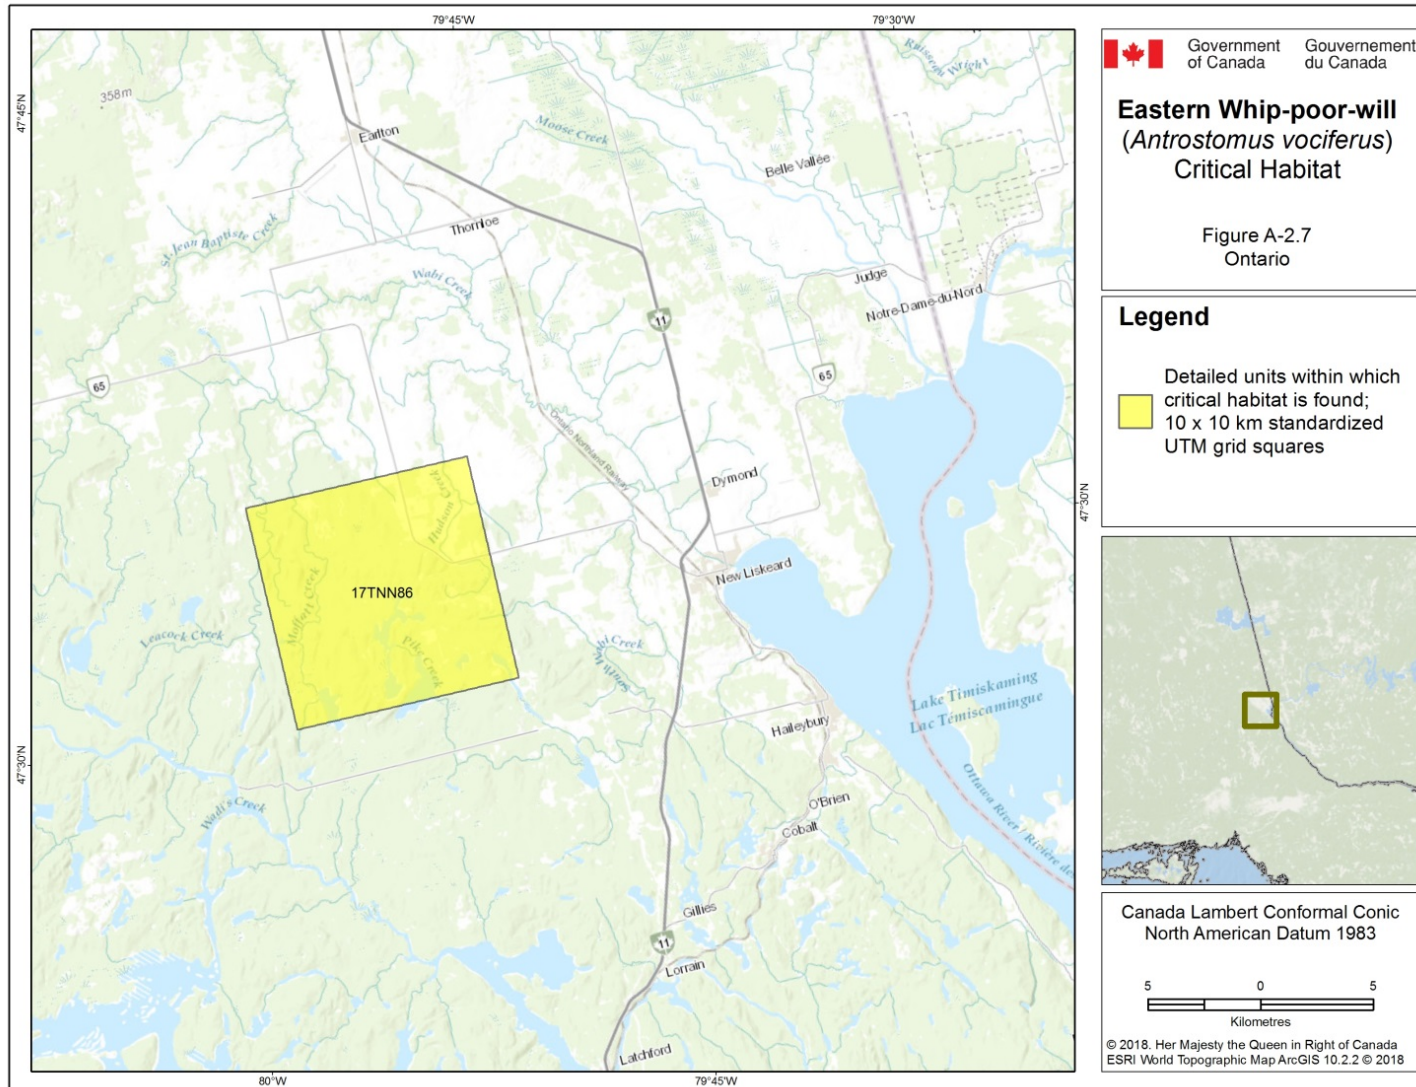 79°45'W
79°30'W
47°45'N
358m
Earlton
Moose Creek
Ruisseau
Wright
Belle Vallée
St. Jean Baptiste Creek
Thornloe
Wabi
Creek
Judge
Notre-Dame-du-Nord
11
65
65
Ontario Northland Railway
Dymond
47°30'N
Hudson Creek
17TNN86
New Liskeard
Moffott Creek
Leacock Creek
Pike Creek
South Wabi Creek
Lake Timiskaming
Lac Témiscamingue
Haileybury
47°30'N
Wadi's Creek
O'Brien
Cobalt
Ottawa River / Rivière de
Gillies
11
Lorrain
Latchford
80°W
79°45'W
Government
of Canada
Gouvernement
du Canada
Eastern Whip-poor-will
(Antrostomus vociferus)
Critical Habitat
Figure A-2.7
Ontario
Legend
Detailed units within which
critical habitat is found;
10 x 10 km standardized
UTM grid squares
Canada Lambert Conformal Conic
North American Datum 1983
5 0 5
Kilometres
© 2018. Her Majesty the Queen in Right of Canada
ESRI World Topographic Map ArcGIS 10.2.2 © 2018